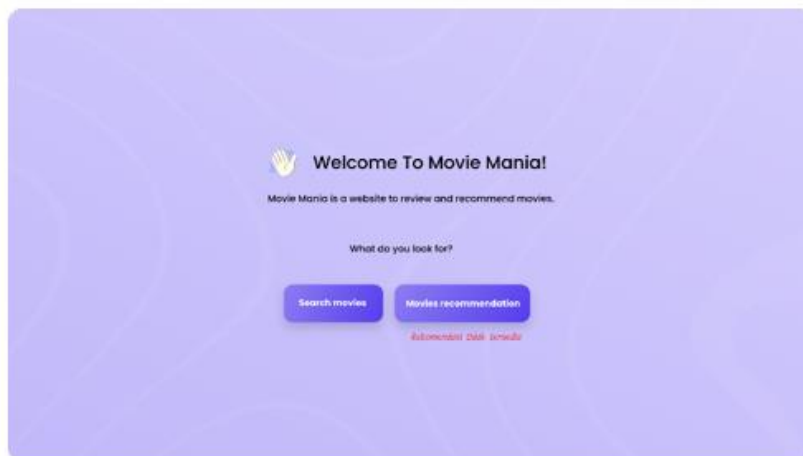 Welcome To Movie Mania!
Movie Mania is a website to review and recommend movies.
What do you look for?
Search movies
Movies recommendation
Rekomendasi tidak tersedia